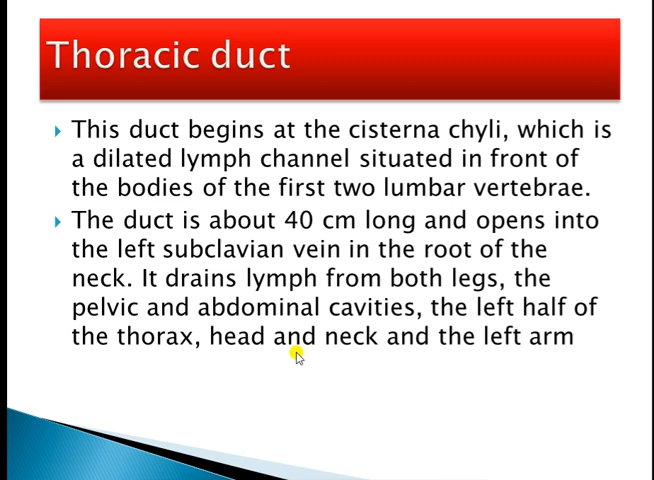 Thoracic duct
This duct begins at the cisterna chyli, which is
a dilated lymph channel situated in front of
the bodies of the first two lumbar vertebrae.
The duct is about 40 cm long and opens into
the left subclavian vein in the root of the
neck. It drains lymph from both legs, the
pelvic and abdominal cavities, the left half of
the thorax, head and neck and the left arm